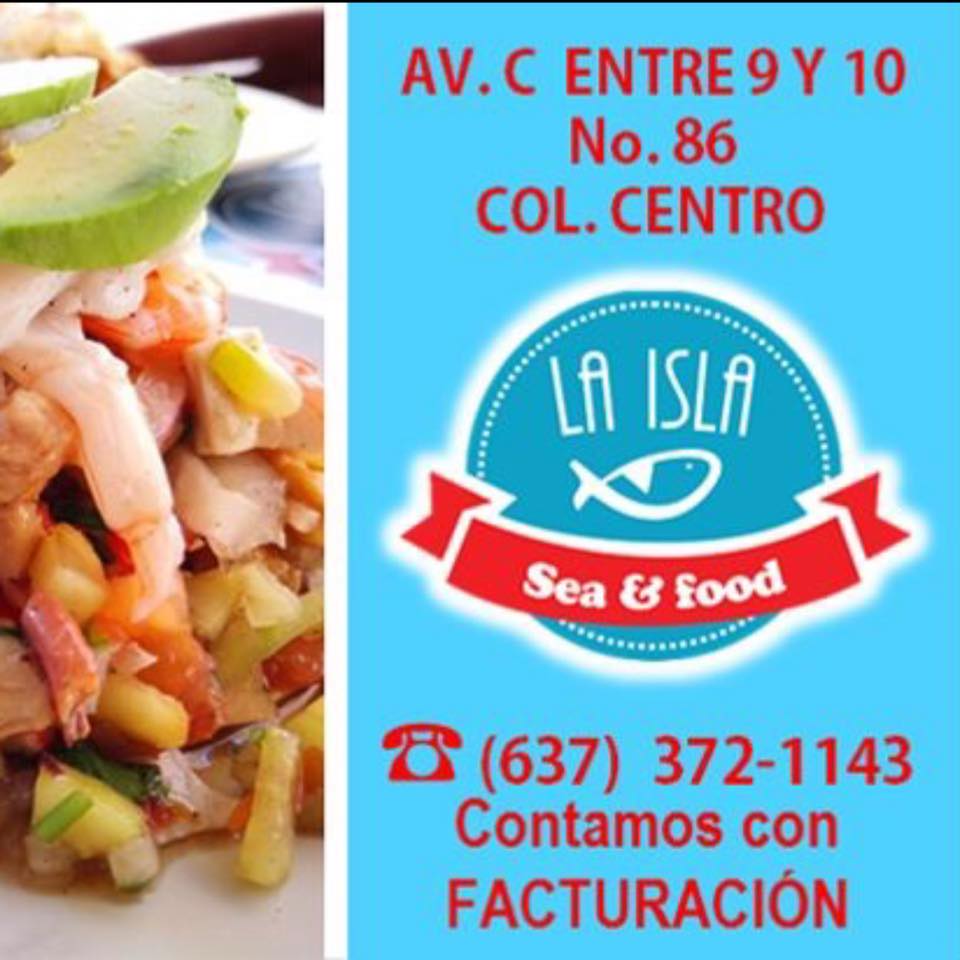 AV. C ENTRE 9 Y 10
No. 86
COL. CENTRO
LA ISLA
Sea & food
(637) 372-1143
Contamos con
FACTURACIÓN